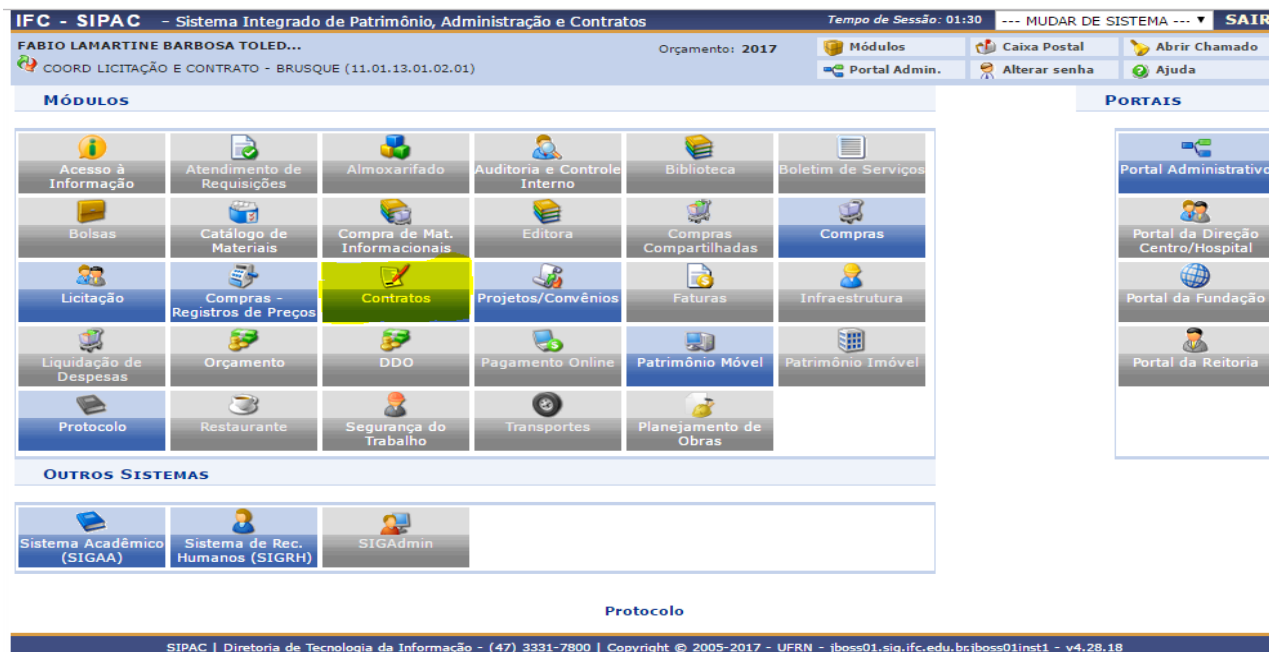 IFC - SIPAC - Sistema Integrado de Patrimônio, Administração e Contratos
Tempo de Sessão: 01:30
--- MUDAR DE SISTEMA --- ▼
SAIR
FABIO LAMARTINE BARBOSA TOLED...
Orçamento: 2017
Módulos
Caixa Postal
Abrir Chamado
COORD LICITAÇÃO E CONTRATO - BRUSQUE (11.01.13.01.02.01)
Portal Admin.
Alterar senha
Ajuda
MÓDULOS
PORTAIS
Acesso à
Informação
Atendimento de
Requisições
Almoxarifado
Auditoria e Controle
Interno
Biblioteca
Boletim de Serviços
Portal Administrativo
Bolsas
Catálogo de
Materiais
Compra de Mat.
Informacionais
Editora
Compras
Compartilhadas
Compras
Portal da Direção
Centro/Hospital
Licitação
Compras -
Registros de Preços
Contratos
Projetos/Convênios
Faturas
Infraestrutura
Portal da Fundação
Liquidação de
Despesas
Orçamento
DDO
Pagamento Online
Patrimônio Móvel
Patrimônio Imóvel
Portal da Reitoria
Protocolo
Restaurante
Segurança do
Trabalho
Transportes
Planejamento de
Obras
OUTROS SISTEMAS
Sistema Acadêmico
(SIGAA)
Sistema de Rec.
Humanos (SIGRH)
SIGAdmin
Protocolo
SIPAC | Diretoria de Tecnologia da Informação - (47) 3331-7800 | Copyright © 2005-2017 - UFRN - jboss01.sig.ifc.edu.br.jboss01inst1 - v4.28.18